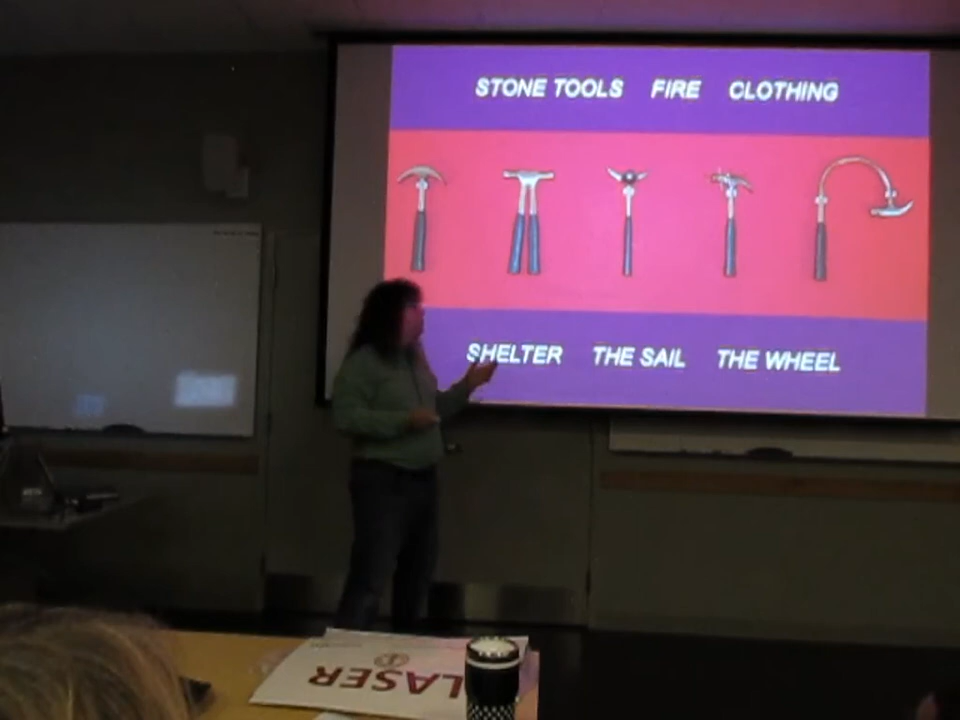 STONE TOOLS FIRE CLOTHING
SHELTER THE SAIL THE WHEEL
LASER